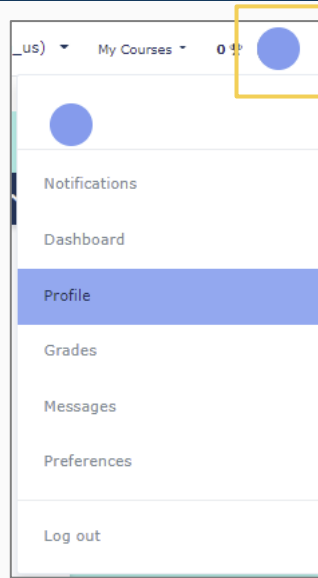 _us) My Courses 0
Notifications
Dashboard
Profile
Grades
Messages
Preferences
Log out